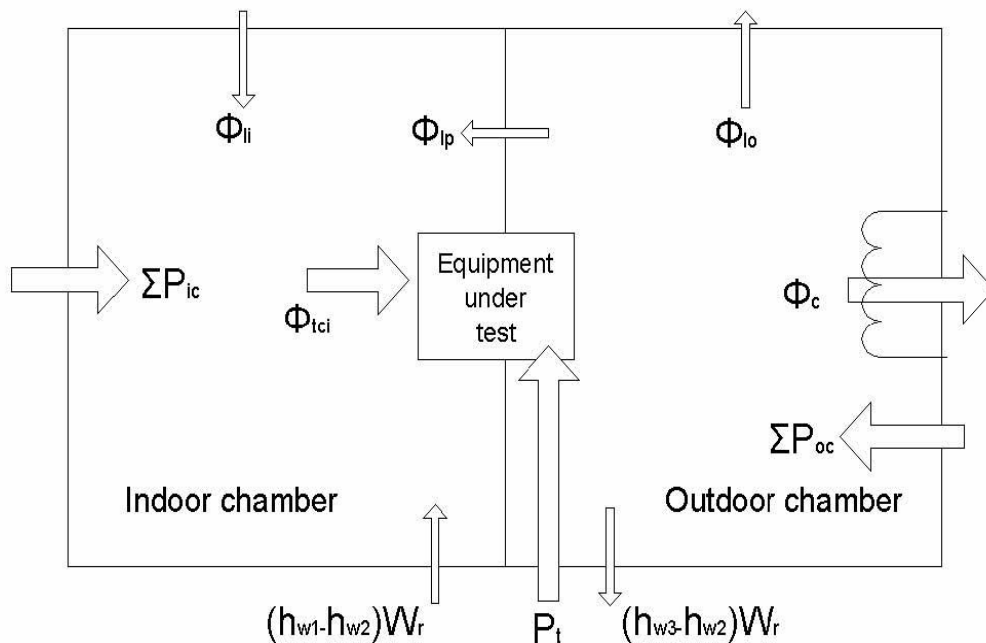 Φli
Φlp
Φlo
ΣPic
Φtci
Equipment
under
test
Φc
ΣPoc
Indoor chamber
Outdoor chamber
(hw1-hw2)Wr
Pt
(hw3-hw2)Wr